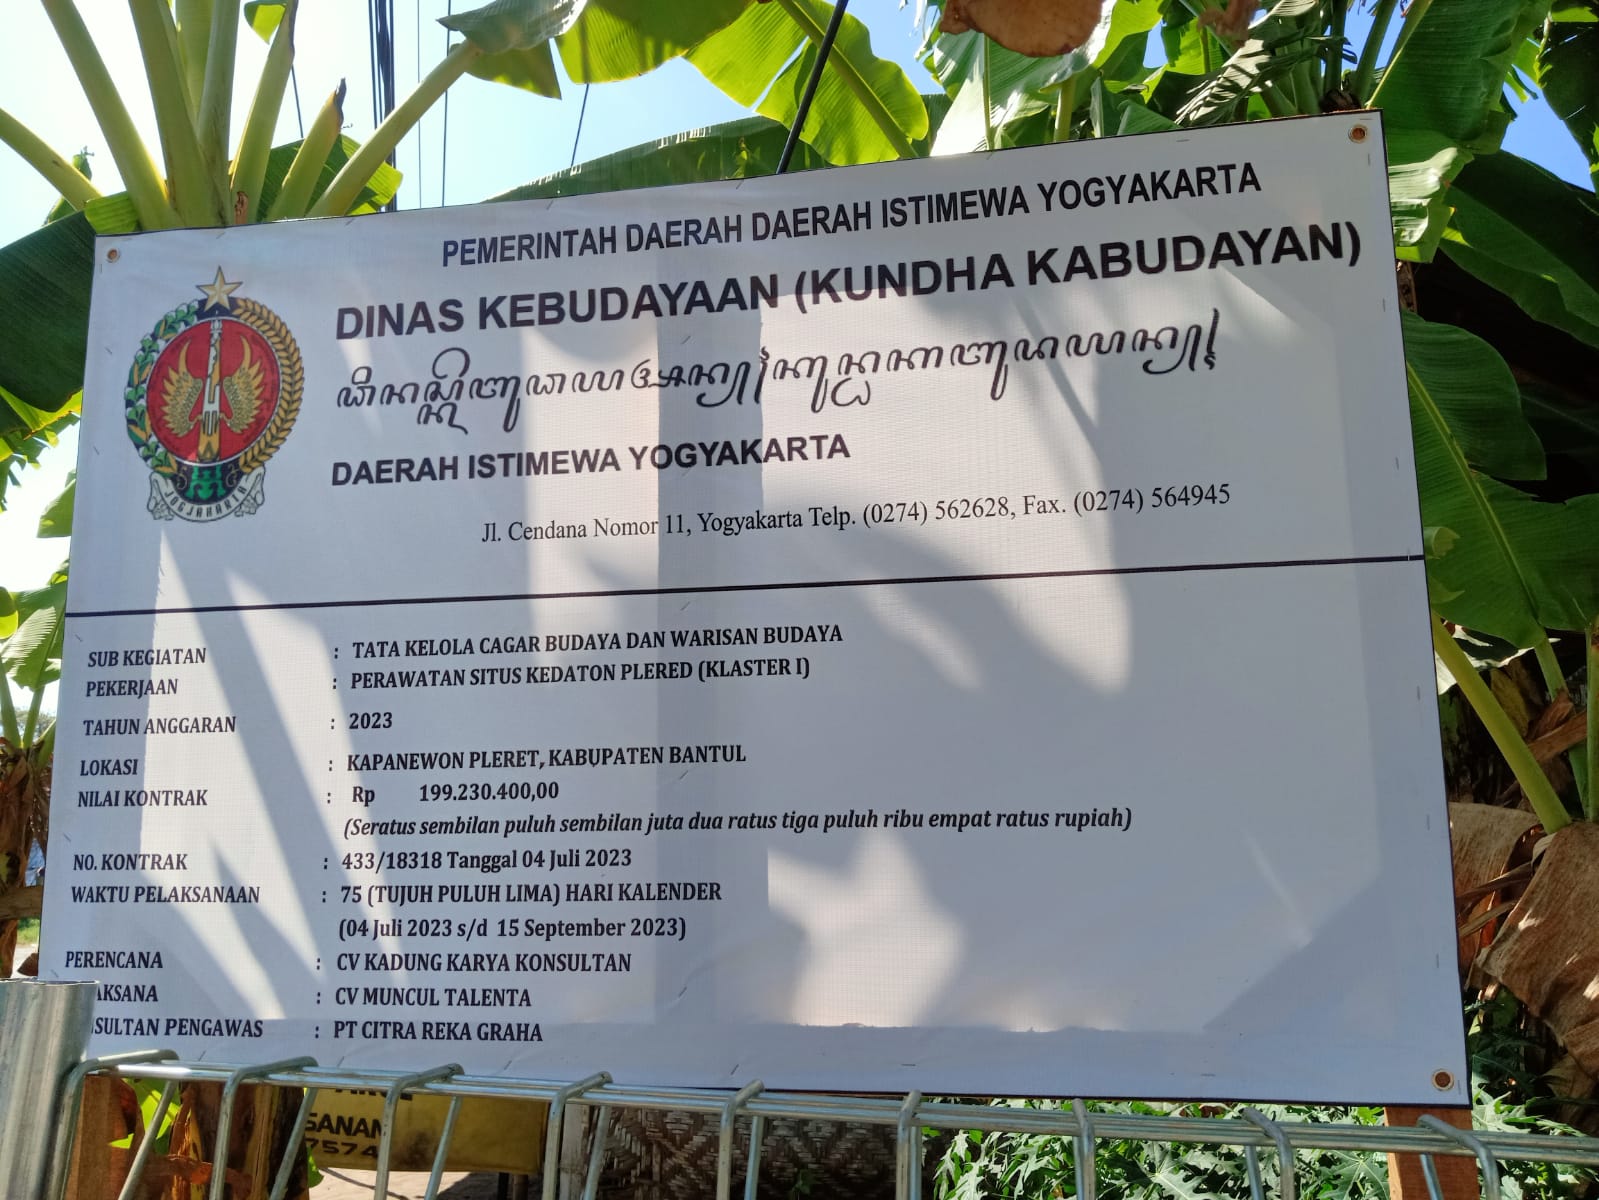 PEMERINTAH DAERAH DAERAH ISTIMEWA YOGYAKARTA
DINAS KEBUDAYAAN (KUNDHA KABUDAYAN)
DAERAH ISTIMEWA YOGYAKARTA
Jl. Cendana Nomor 11, Yogyakarta Telp. (0274) 562628, Fax. (0274) 564945
JOGJAKARTA
SUB KEGIATAN : TATA KELOLA CAGAR BUDAYA DAN WARISAN BUDAYA
PEKERJAAN : PERAWATAN SITUS KEDATON PLERED (KLASTER I)
TAHUN ANGGARAN : 2023
LOKASI : KAPANEWON PLERET, KABUPATEN BANTUL
NILAI KONTRAK : Rp 199.230.400,00
(Seratus sembilan puluh sembilan juta dua ratus tiga puluh ribu empat ratus rupiah)
NO. KONTRAK : 433/18318 Tanggal 04 Juli 2023
WAKTU PELAKSANAAN : 75 (TUJUH PULUH LIMA) HARI KALENDER
(04 Juli 2023 s/d 15 September 2023)
PERENCANA : CV KADUNG KARYA KONSULTAN
AKSANA : CV MUNCUL TALENTA
SULTAN PENGAWAS : PT CITRA REKA GRAHA
SANAN
7574